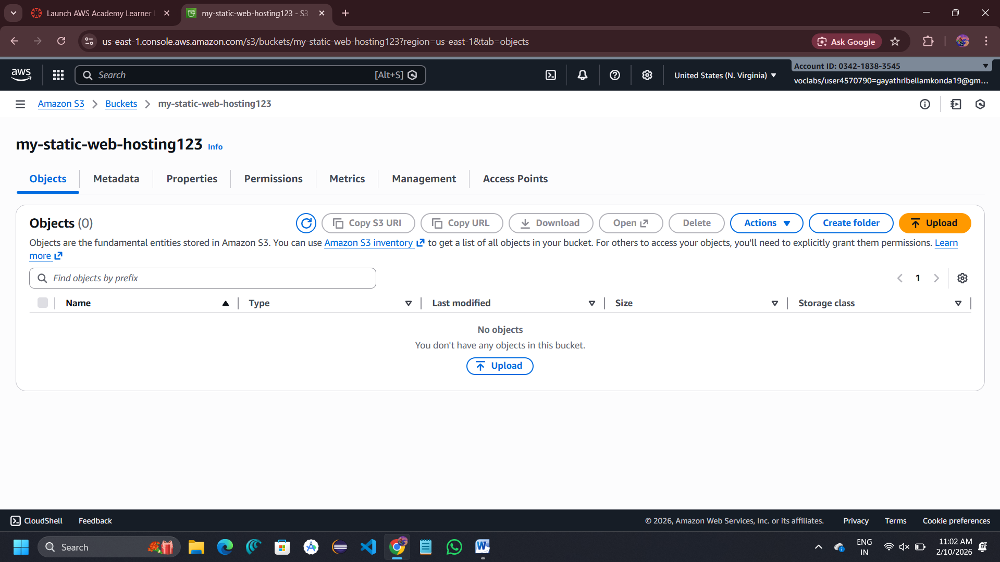 Launch AWS Academy Learner L
my-static-web-hosting123 - S3
us-east-1.console.aws.amazon.com/s3/buckets/my-static-web-hosting123?region=us-east-1&tab=objects
Ask Google
aws
Search
[Alt+S]
United States (N. Virginia)
Account ID: 0342-1838-3545
voclabs/user4570790=gayathribellamkonda19@gm...
Amazon S3
Buckets
my-static-web-hosting123
my-static-web-hosting123
Info
Objects
Metadata
Properties
Permissions
Metrics
Management
Access Points
Objects (0)
Copy S3 URI
Copy URL
Download
Open
Delete
Actions
Create folder
Upload
Objects are the fundamental entities stored in Amazon S3. You can use Amazon S3 inventory to get a list of all objects in your bucket. For others to access your objects, you'll need to explicitly grant them permissions. Learn
more
Find objects by prefix
1
Name
Type
Last modified
Size
Storage class
No objects
You don't have any objects in this bucket.
Upload
CloudShell
Feedback
© 2026, Amazon Web Services, Inc. or its affiliates.
Privacy
Terms
Cookie preferences
Search
ENG
IN
11:02 AM
2/10/2026